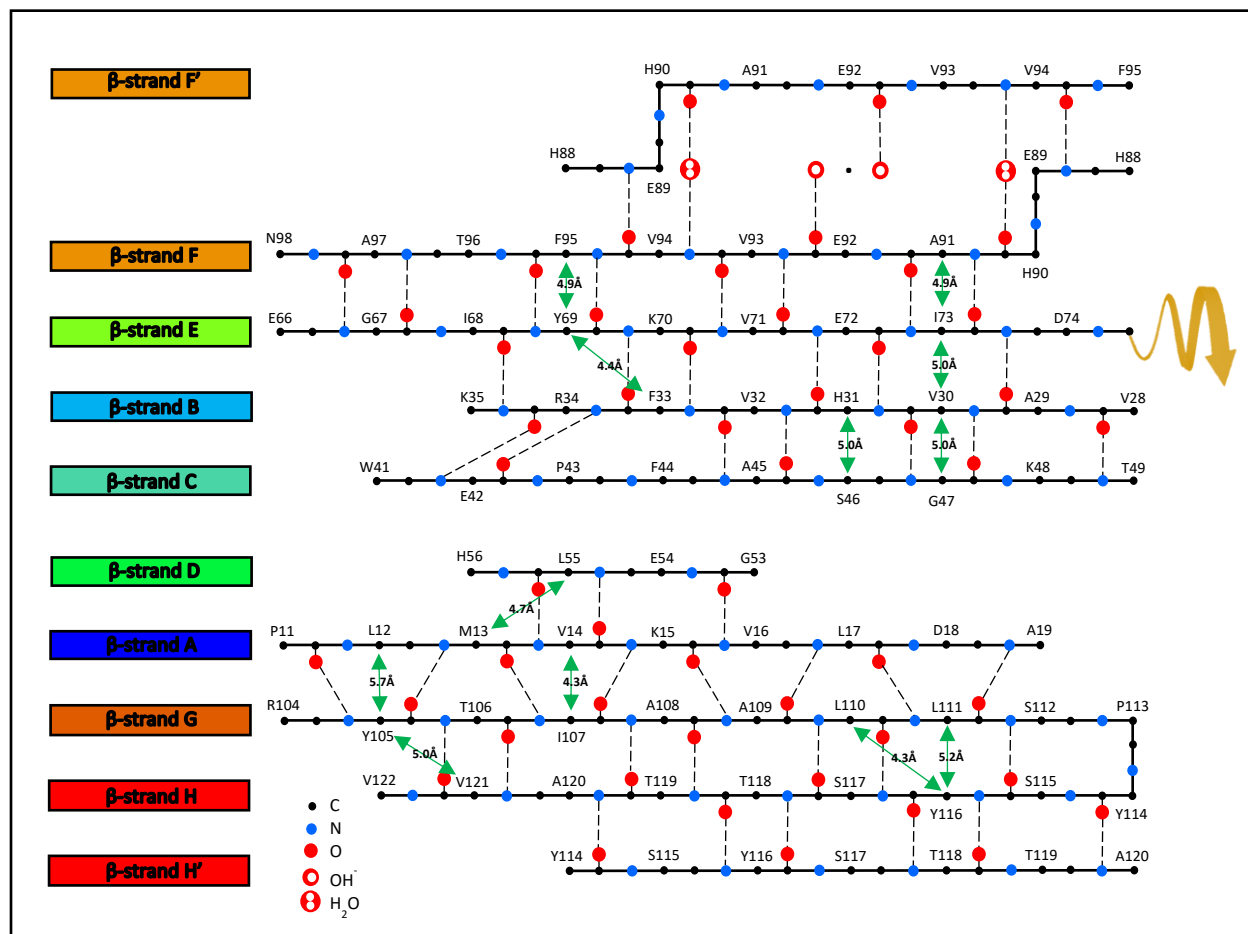 β-strand F’
H90 A91 E92 V93 V94 F95
H88 E89 E89 H88
β-strand F
N98 A97 T96 F95 V94 V93 E92 A91 H90
4.9Å 4.9Å
β-strand E
E66 G67 I68 Y69 K70 V71 E72 I73 D74
4.4Å 5.0Å
β-strand B
K35 R34 F33 V32 H31 V30 A29 V28
5.0Å 5.0Å
β-strand C
W41 E42 P43 F44 A45 S46 G47 K48 T49
β-strand D
H56 L55 E54 G53
4.7Å
β-strand A
P11 L12 M13 V14 K15 V16 L17 D18 A19
5.7Å 4.3Å
β-strand G
R104 Y105 T106 I107 A108 A109 L110 L111 S112 P113
5.0Å 4.3Å 5.2Å
β-strand H
V122 V121 A120 T119 T118 S117 Y116 S115 Y114
β-strand H’
Y114 S115 Y116 S117 T118 T119 A120
C
N
O
OH-
H2O